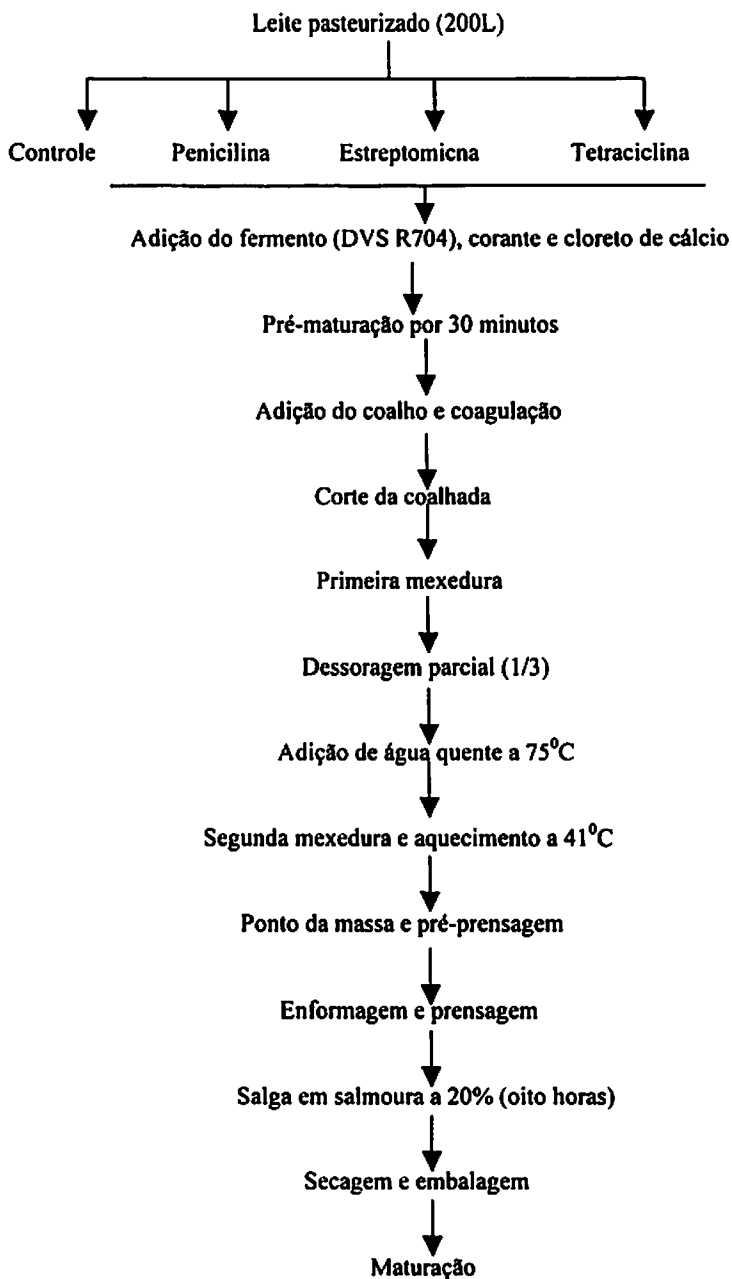 Leite pasteurizado (200L)
Controle Penicilina Estreptomicna Tetraciclina
Adição do fermento (DVS R704), corante e cloreto de cálcio
Pré-maturação por 30 minutos
Adição do coalho e coagulação
Corte da coalhada
Primeira mexedura
Dessoragem parcial (1/3)
Adição de água quente a 75⁰C
Segunda mexedura e aquecimento a 41⁰C
Ponto da massa e pré-prensagem
Enformagem e prensagem
Salga em salmoura a 20% (oito horas)
Secagem e embalagem
Maturação